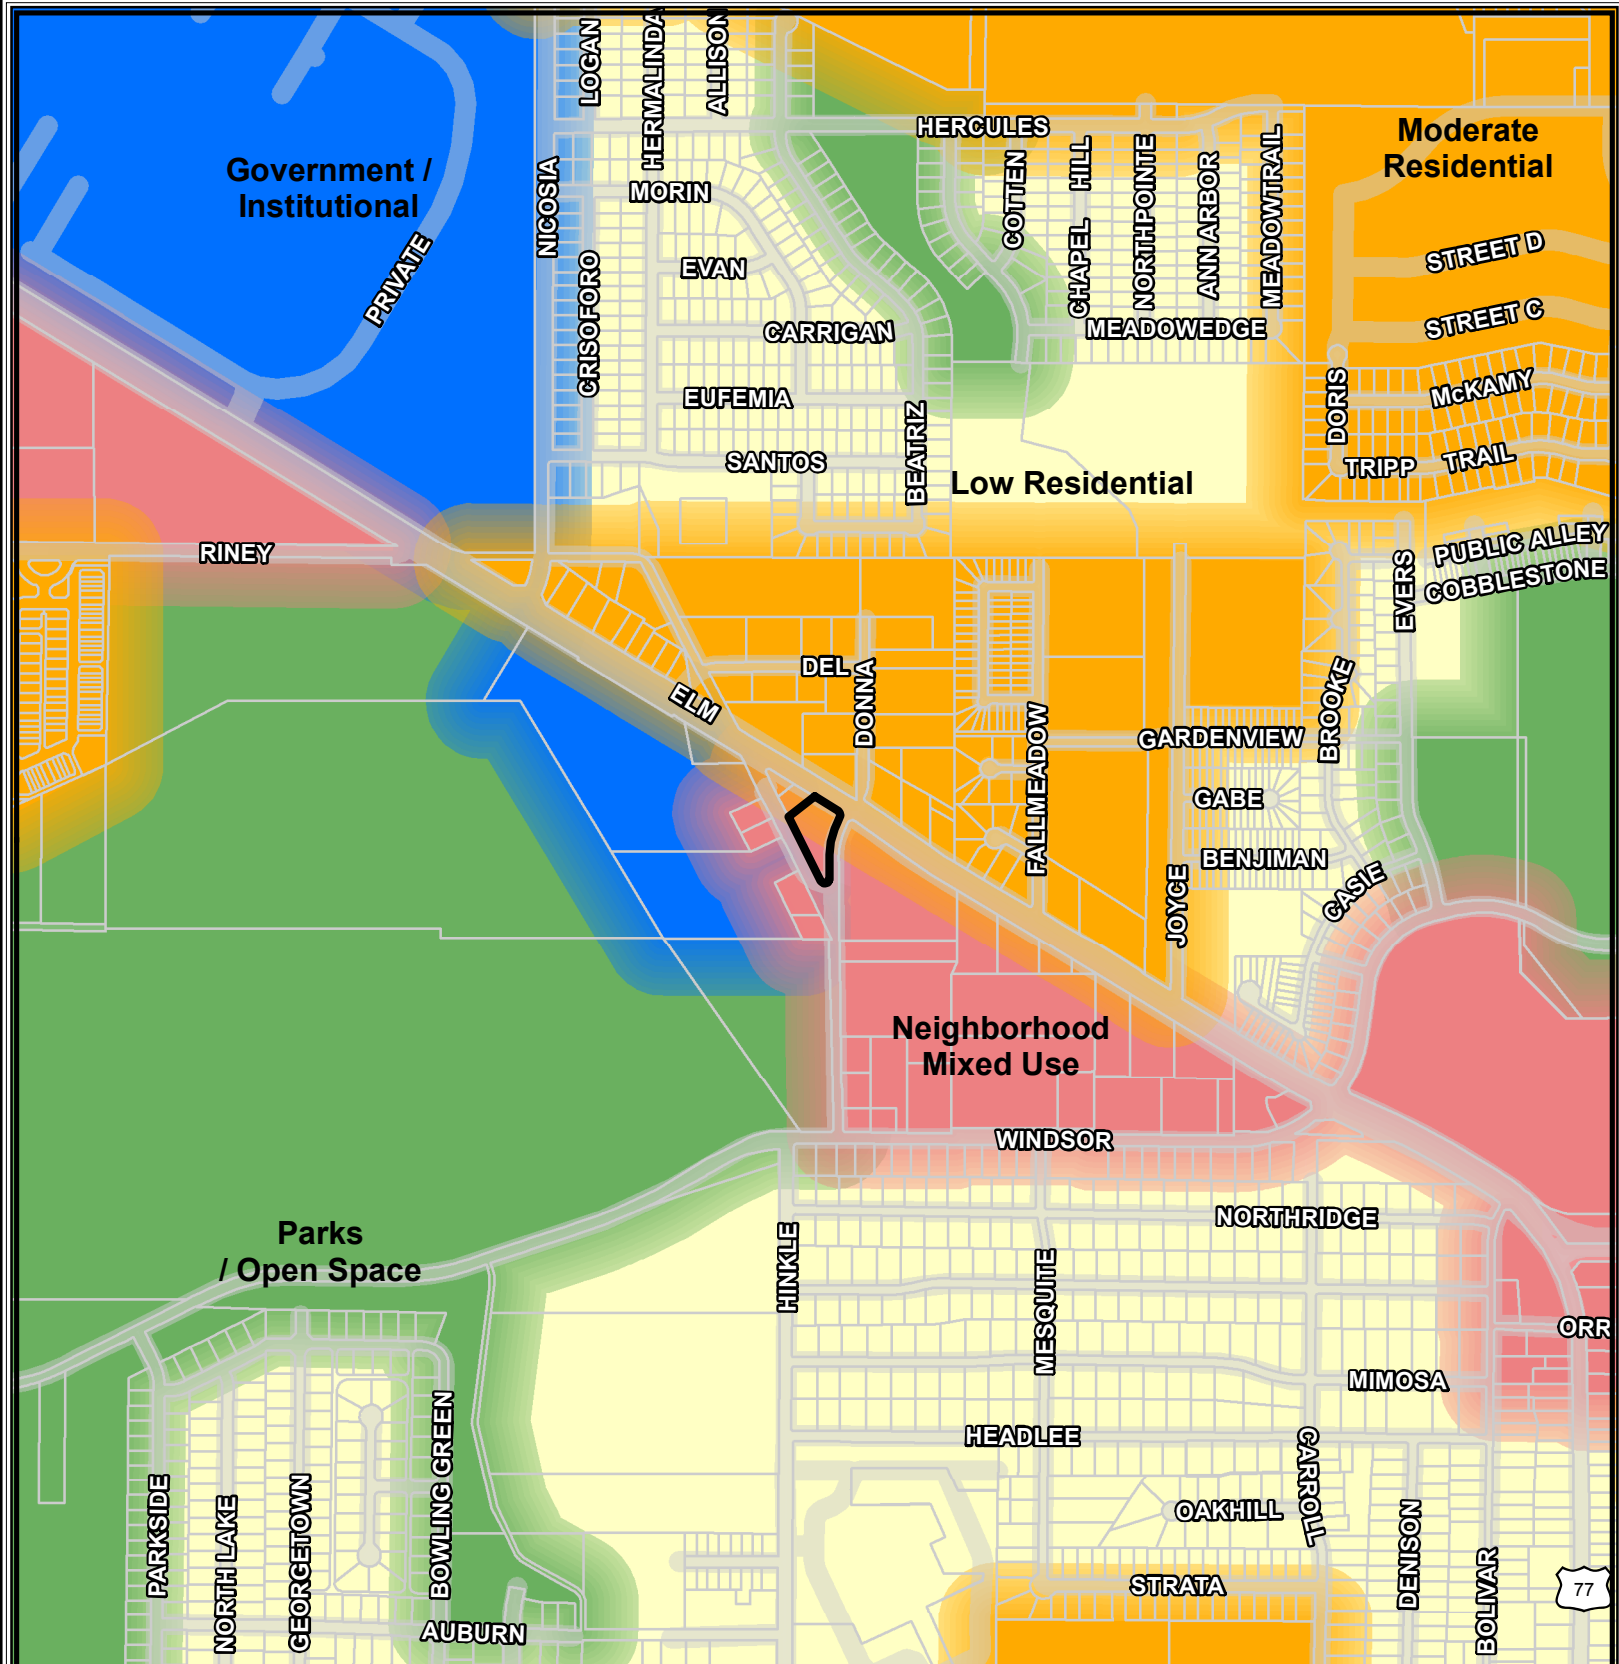 LOGAN
HERMALINDA
ALLISON
HERCULES
Moderate
Residential
Government /
Institutional
NICOSIA
MORIN
COTTEN
CHAPEL HILL
NORTHPOINTE
ANN ARBOR
MEADOWTRAIL
PRIVATE
EVAN
STREET D
CRISOFORO
CARRIGAN
MEADOWEDGE
STREET C
EUFEMIA
BEATRIZ
DORIS
McKAMY
SANTOS
Low Residential
TRIPP TRAIL
RINEY
EVERS
PUBLIC ALLEY
COBBLESTONE
DEL
DONNA
ELM
FALLMEADOW
GARDENVIEW
BROOKE
GABE
BENJIMAN
JOYCE
CASIE
Neighborhood
Mixed Use
WINDSOR
Parks
/ Open Space
HINKLE
NORTHRIDGE
MESQUITE
ORR
MIMOSA
HEADLEE
CARROLL
PARKSIDE
NORTH LAKE
GEORGETOWN
BOWLING GREEN
OAKHILL
DENISON
BOLIVAR
STRATA
77
AUBURN